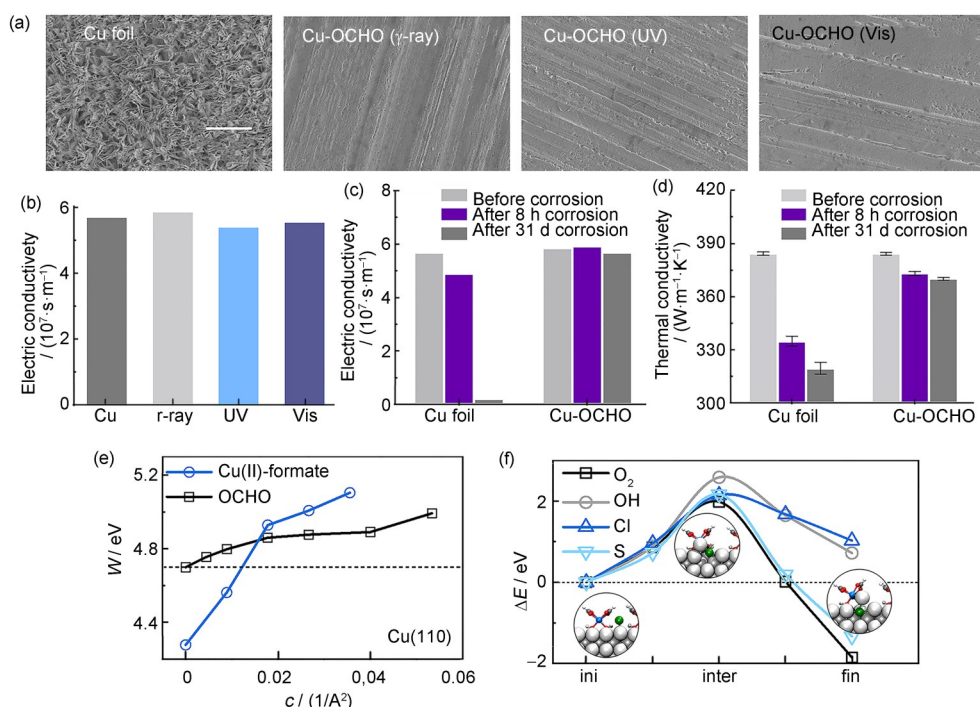 (a)
Cu foil
Cu-OCHO (γ-ray)
Cu-OCHO (UV)
Cu-OCHO (Vis)
(b)
Electric conductivety
/ (10⁷·s·m⁻¹)
6
4
2
0
Cu
r-ray
UV
Vis
(c)
Before corrosion
After 8 h corrosion
After 31 d corrosion
Electric conductivety
/ (10⁷·s·m⁻¹)
8
6
4
2
0
Cu foil
Cu-OCHO
(d)
Before corrosion
After 8 h corrosion
After 31 d corrosion
Thermal conductivety
/ (W·m⁻¹·K⁻¹)
420
390
360
330
300
Cu foil
Cu-OCHO
(e)
Cu(II)-formate
OCHO
W / eV
5.2
4.8
4.4
Cu(110)
0
0.02
0,04
0.06
c / (1/A²)
(f)
O₂
OH
Cl
S
ΔE / eV
2
0
−2
ini
inter
fin